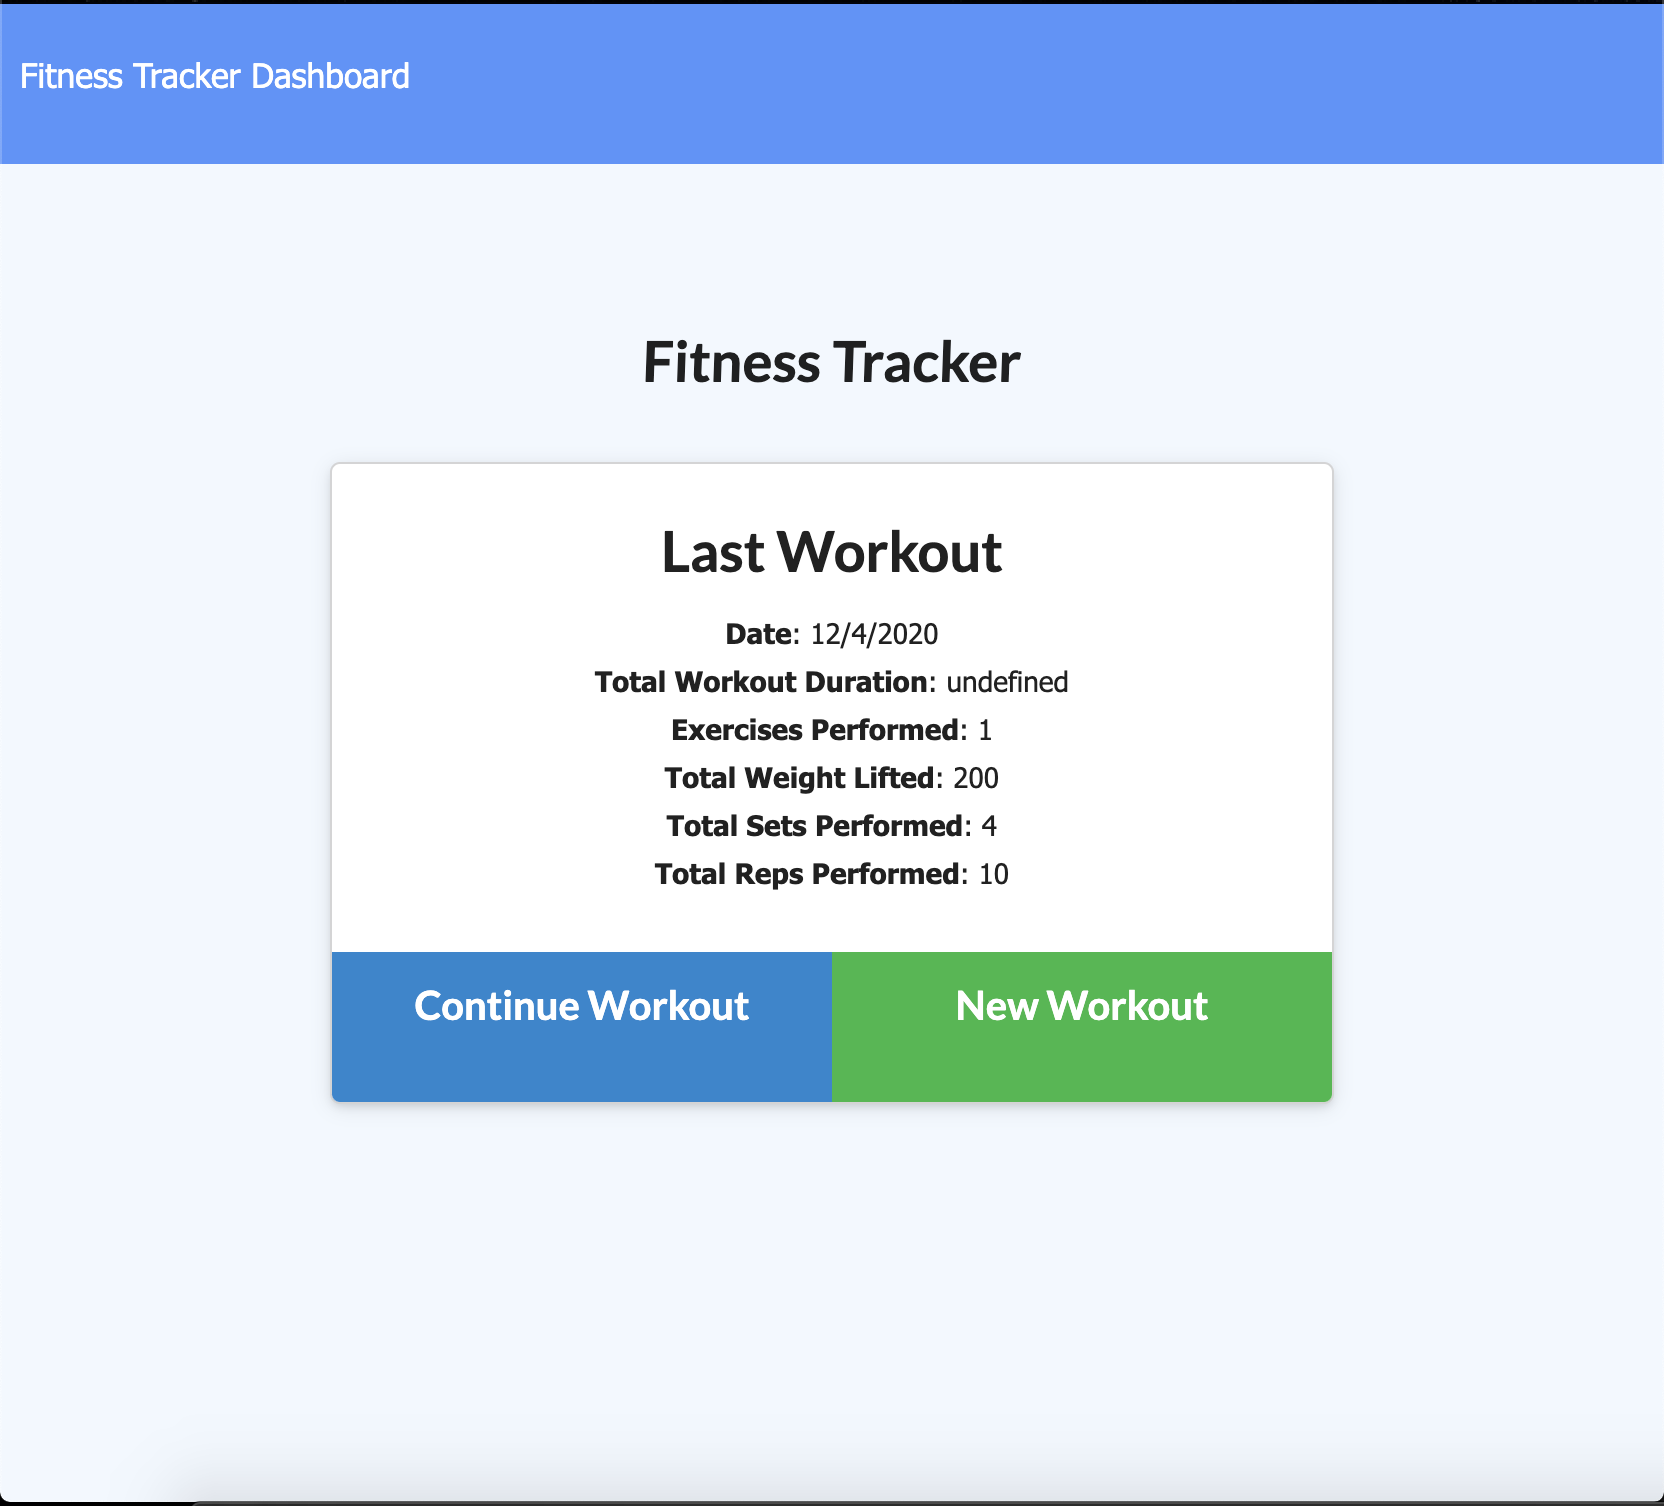 Fitness Tracker Dashboard
Fitness Tracker
Last Workout
Date: 12/4/2020
Total Workout Duration: undefined
Exercises Performed: 1
Total Weight Lifted: 200
Total Sets Performed: 4
Total Reps Performed: 10
Continue Workout
New Workout